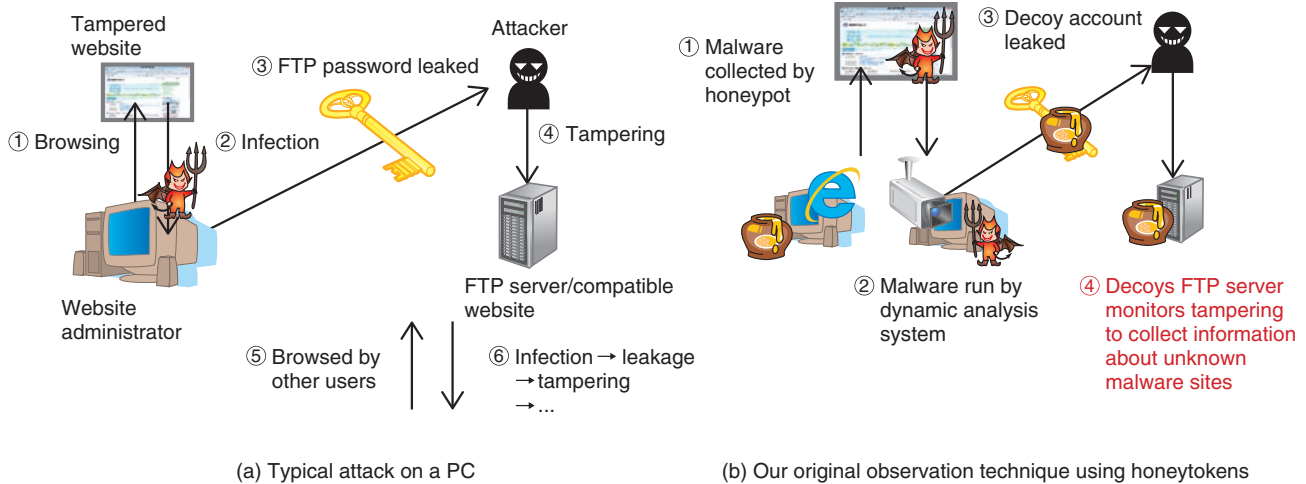 Tampered
website
Attacker
③ FTP password leaked
① Browsing
② Infection
④ Tampering
Website
administrator
FTP server/compatible
website
⑤ Browsed by
other users
⑥ Infection → leakage
→ tampering
→ ...
(a) Typical attack on a PC
① Malware
collected by
honeypot
③ Decoy account
leaked
② Malware run by
dynamic analysis
system
④ Decoys FTP server
monitors tampering
to collect information
about unknown
malware sites
(b) Our original observation technique using honeytokens